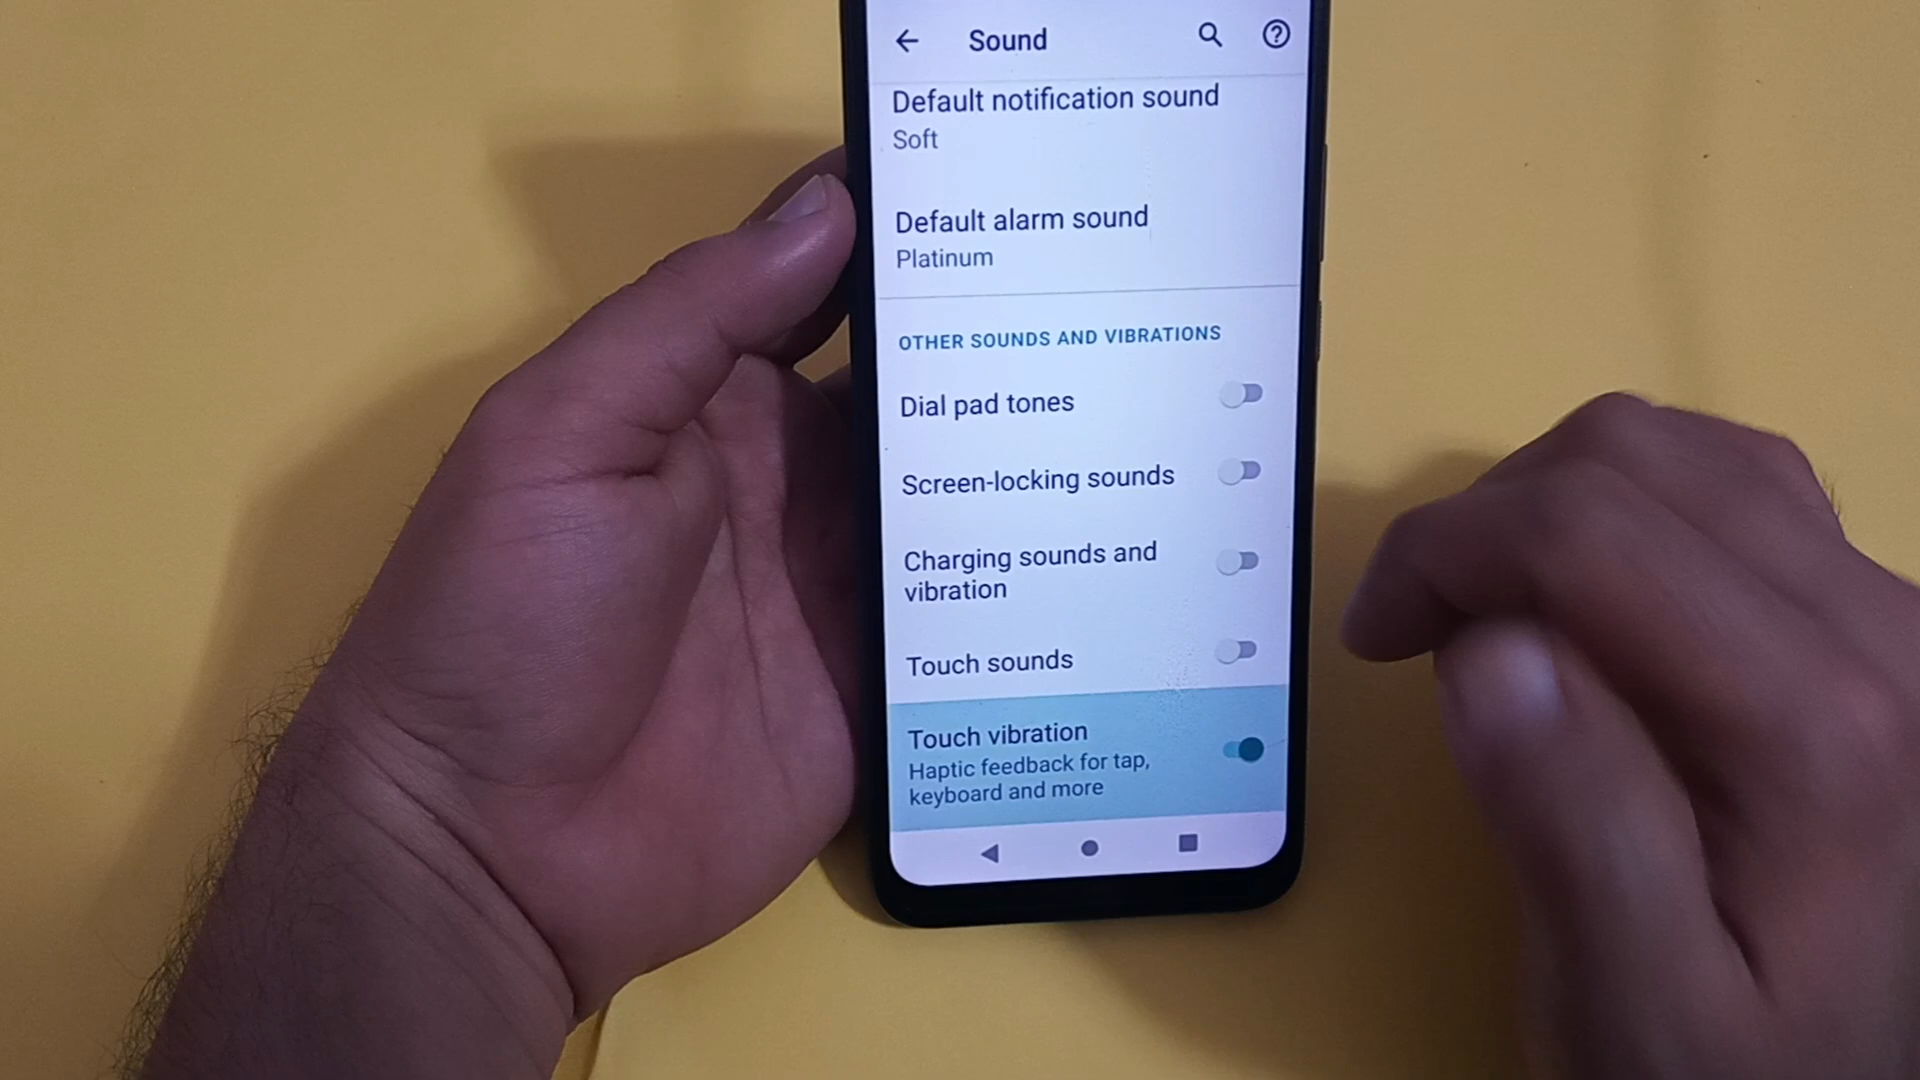 Sound
Default notification sound
Soft
Default alarm sound
Platinum
OTHER SOUNDS AND VIBRATIONS
Dial pad tones
Screen-locking sounds
Charging sounds and
vibration
Touch sounds
Touch vibration
Haptic feedback for tap,
keyboard and more